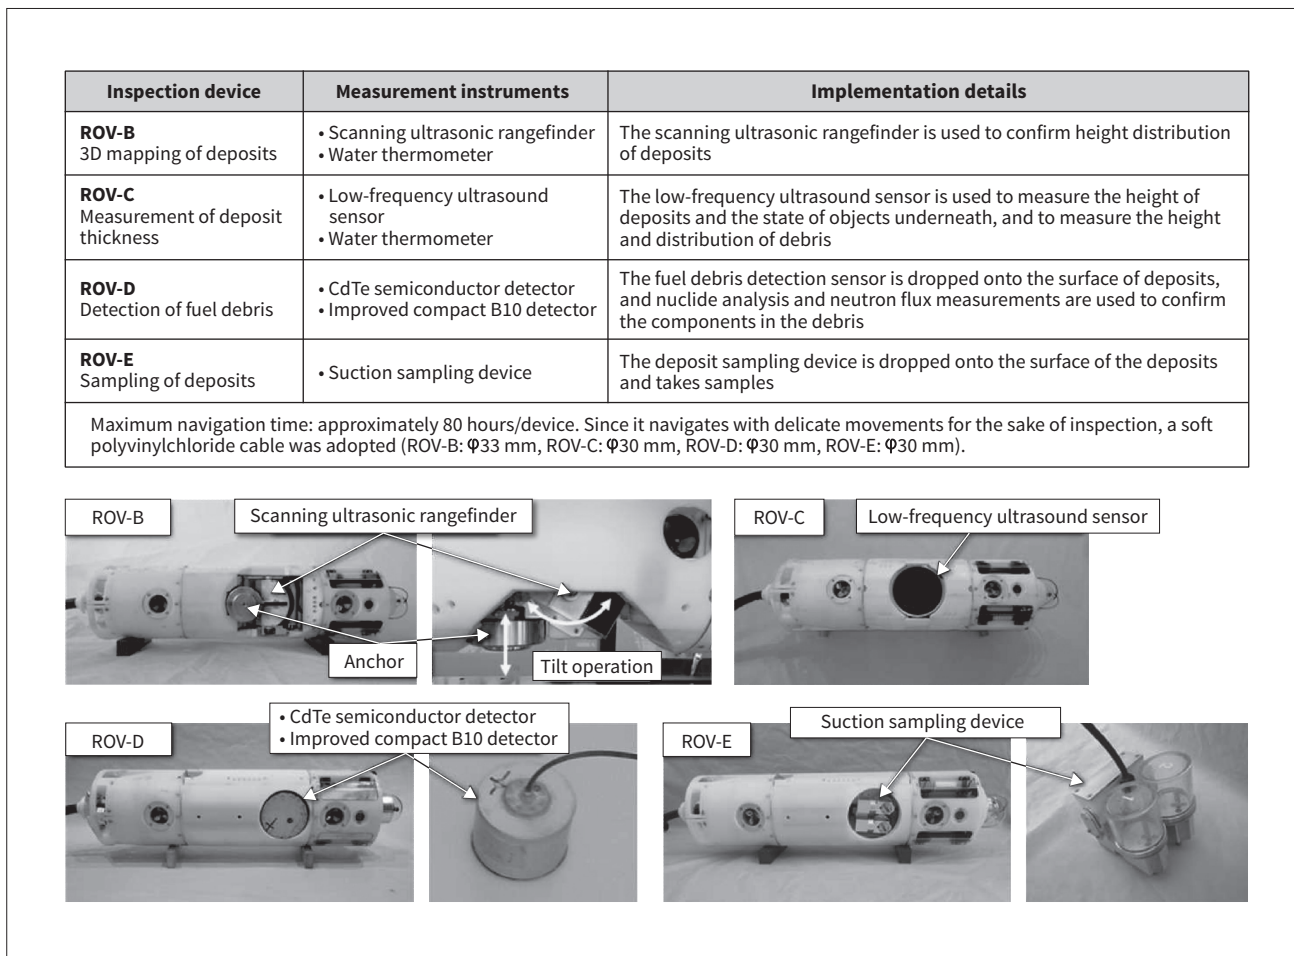 Inspection device
Measurement instruments
Implementation details
ROV-B
3D mapping of deposits
• Scanning ultrasonic rangefinder
• Water thermometer
The scanning ultrasonic rangefinder is used to confirm height distribution
of deposits
ROV-C
Measurement of deposit
thickness
• Low-frequency ultrasound
sensor
• Water thermometer
The low-frequency ultrasound sensor is used to measure the height of
deposits and the state of objects underneath, and to measure the height
and distribution of debris
ROV-D
Detection of fuel debris
• CdTe semiconductor detector
• Improved compact B10 detector
The fuel debris detection sensor is dropped onto the surface of deposits,
and nuclide analysis and neutron flux measurements are used to confirm
the components in the debris
ROV-E
Sampling of deposits
• Suction sampling device
The deposit sampling device is dropped onto the surface of the deposits
and takes samples
Maximum navigation time: approximately 80 hours/device. Since it navigates with delicate movements for the sake of inspection, a soft
polyvinylchloride cable was adopted (ROV-B: φ33 mm, ROV-C: φ30 mm, ROV-D: φ30 mm, ROV-E: φ30 mm).
ROV-B
Scanning ultrasonic rangefinder
Anchor
Tilt operation
ROV-C
Low-frequency ultrasound sensor
ROV-D
• CdTe semiconductor detector
• Improved compact B10 detector
ROV-E
Suction sampling device